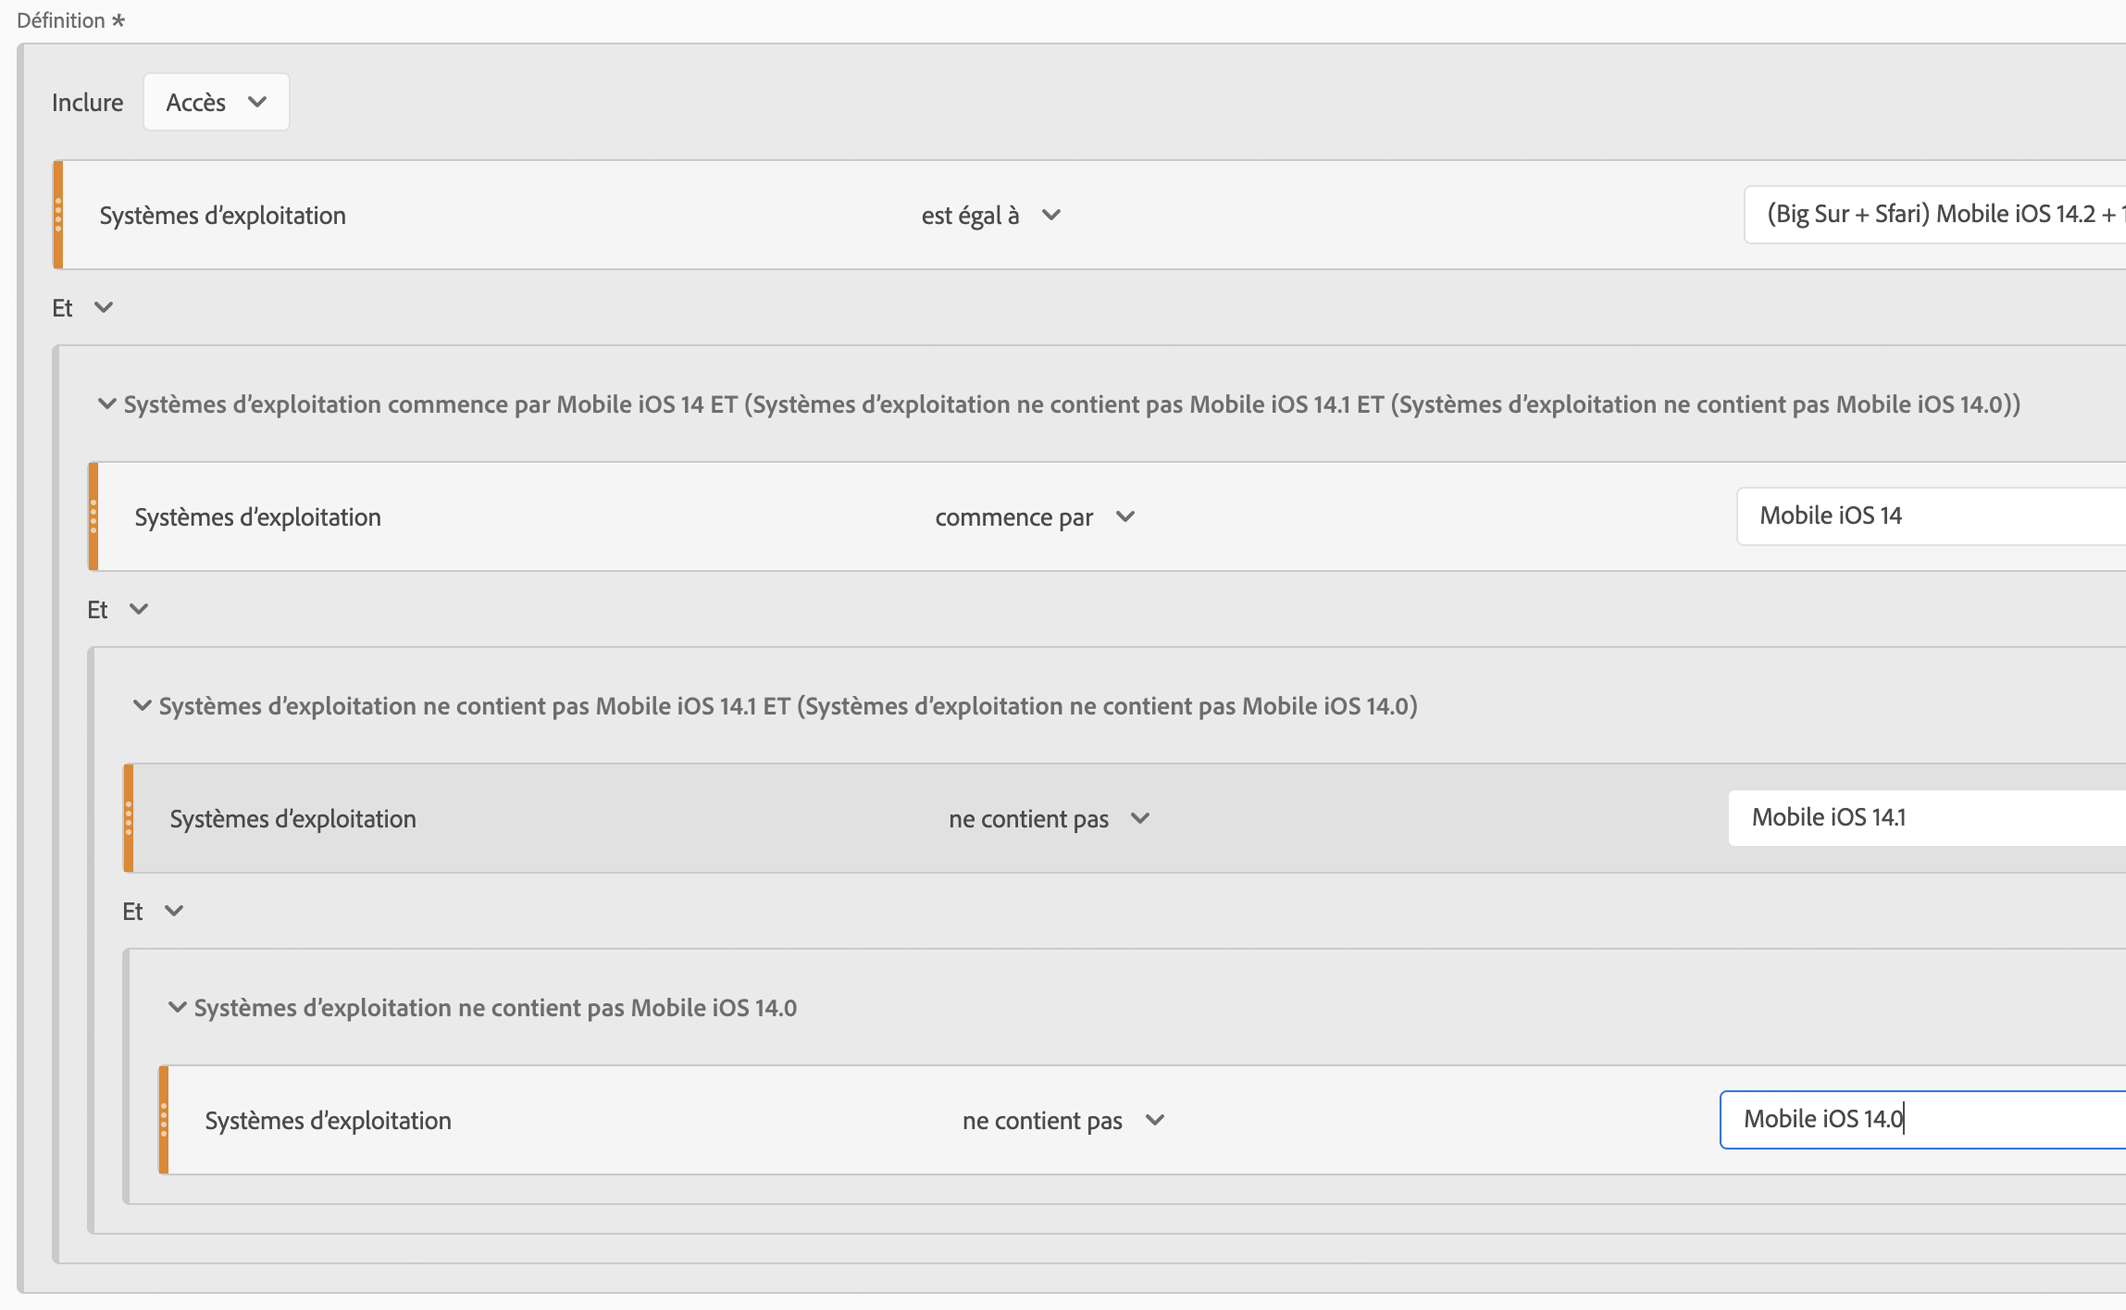 Définition *
Inclure Accès
Systèmes d’exploitation est égal à (Big Sur + Sfari) Mobile iOS 14.2 +
Et
Systèmes d’exploitation commence par Mobile iOS 14 ET (Systèmes d’exploitation ne contient pas Mobile iOS 14.1 ET (Systèmes d’exploitation ne contient pas Mobile iOS 14.0))
Systèmes d’exploitation commence par Mobile iOS 14
Et
Systèmes d’exploitation ne contient pas Mobile iOS 14.1 ET (Systèmes d’exploitation ne contient pas Mobile iOS 14.0)
Systèmes d’exploitation ne contient pas Mobile iOS 14.1
Et
Systèmes d’exploitation ne contient pas Mobile iOS 14.0
Systèmes d’exploitation ne contient pas Mobile iOS 14.0